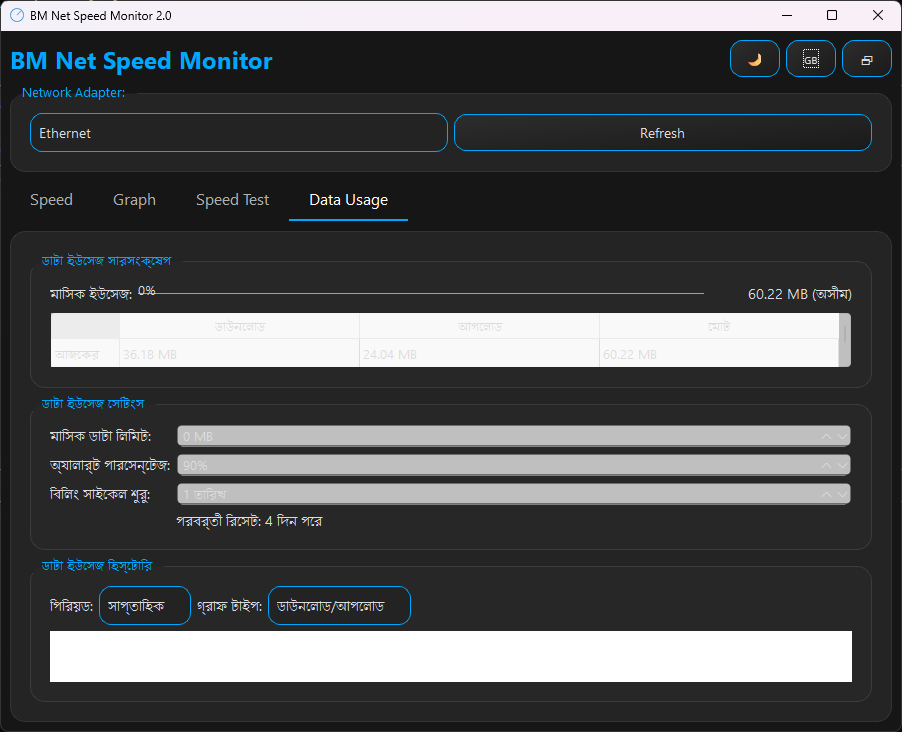 BM Net Speed Monitor 2.0
BM Net Speed Monitor
GB
Network Adapter:
Ethernet
Refresh
Speed
Graph
Speed Test
Data Usage
ডাটা ইউসেজ সারসংক্ষেপ
মাসিক ইউসেজ:
0%
60.22 MB (অসীম)
ডাউনলোড
আপলোড
মোট
আজকের
36.18 MB
24.04 MB
60.22 MB
ডাটা ইউসেজ সেটিংস
মাসিক ডাটা লিমিট:
0 MB
অ্যালার্ট পারসেন্টেজ:
90%
বিলিং সাইকেল শুরু:
1 তারিখ
পরবর্তী রিসেট: 4 দিন পরে
ডাটা ইউসেজ হিস্টোরি
পিরিয়ড:
সাপ্তাহিক
গ্রাফ টাইপ:
ডাউনলোড/আপলোড